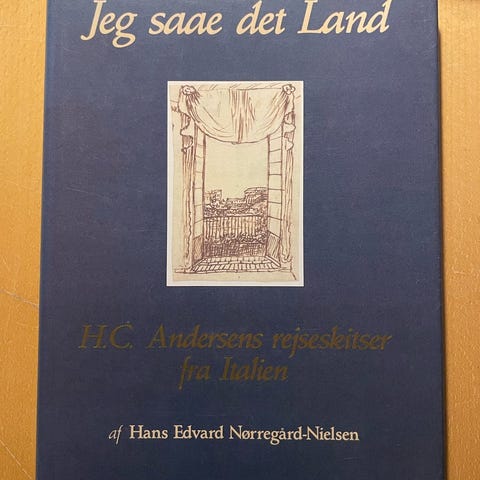 Jeg saae det Land
H.C. Andersens rejseskitser
fra Italien
af Hans Edvard Nørregård-Nielsen